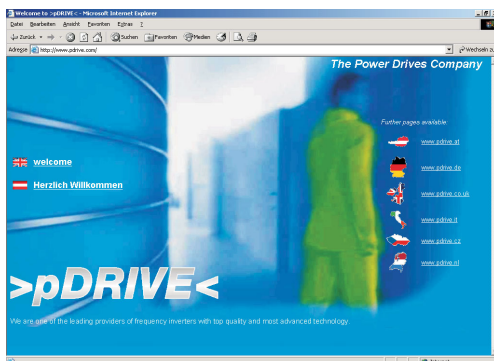 Welcome to >pDRIVE< - Microsoft Internet Explorer
Datei Bearbeiten Ansicht Favoriten Extras ?
Zurück Suchen Favoriten Medien
Adresse http://www.pdrive.com/ Wechseln zu
The Power Drives Company
Further pages available:
www.pdrive.at
welcome
www.pdrive.de
Herzlich Willkommen
www.pdrive.co.uk
www.pdrive.it
www.pdrive.cz
www.pdrive.nl
>pDRIVE<
We are one of the leading providers of frequency inverters with top quality and most advanced technology.